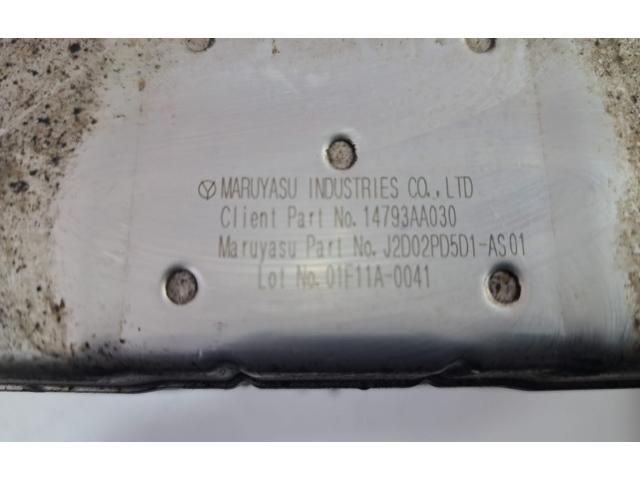 MARUYASU INDUSTRIES CO., LTD
Client Part No. 14793AA030
Maruyasu Part No. J2D02PD5D1-AS01
Lot No. 01F11A-0041